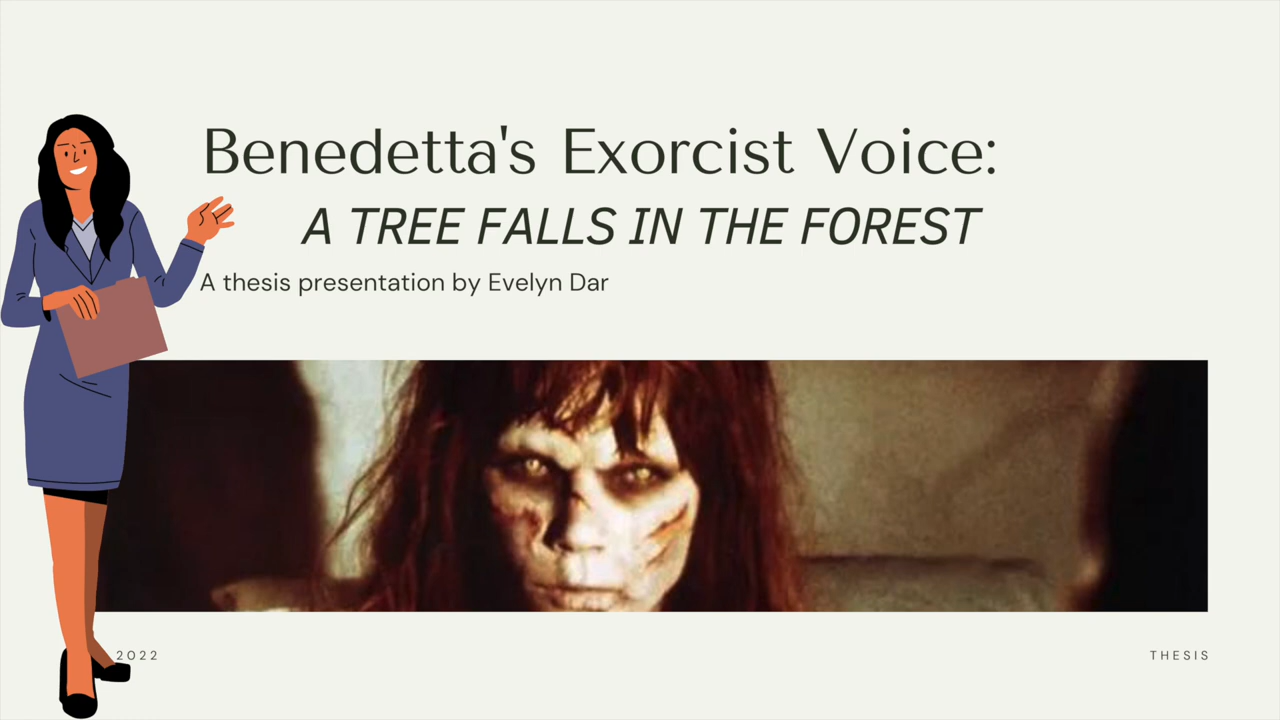 Benedetta's Exorcist Voice:
A TREE FALLS IN THE FOREST
A thesis presentation by Evelyn Dar
2022
THESIS